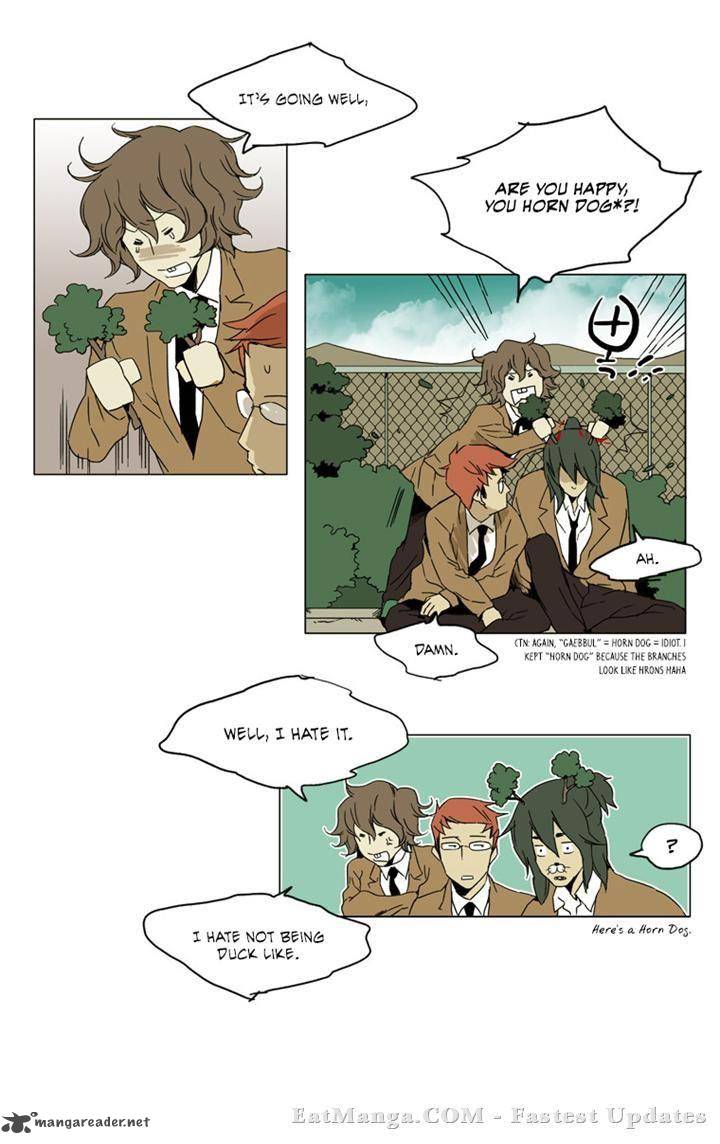 IT'S GOING WELL,
ARE YOU HAPPY,
YOU HORN DOG*?!
AH.
DAMN.
(TN: AGAIN, "GAEBBUL" = HORN DOG = IDIOT. I
KEPT "HORN DOG" BECAUSE THE BRANCHES
LOOK LIKE HRONS HAHA
WELL, I HATE IT.
?
Here's a Horn Dog.
I HATE NOT BEING
DUCK LIKE.
mangareader.net
EatManga.COM - Fastest Updates